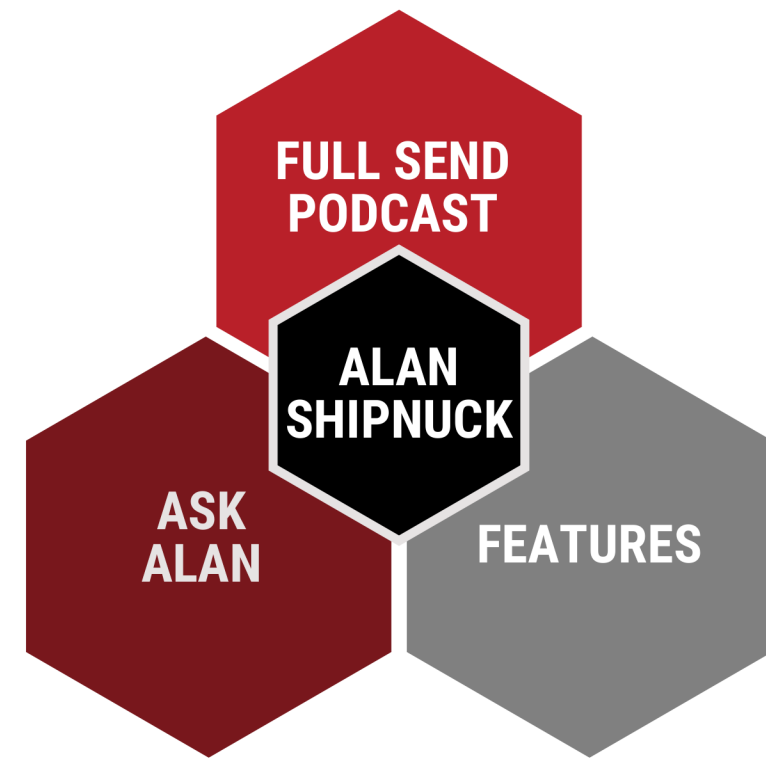 FULL SEND
PODCAST
ALAN
SHIPNUCK
ASK
ALAN
FEATURES